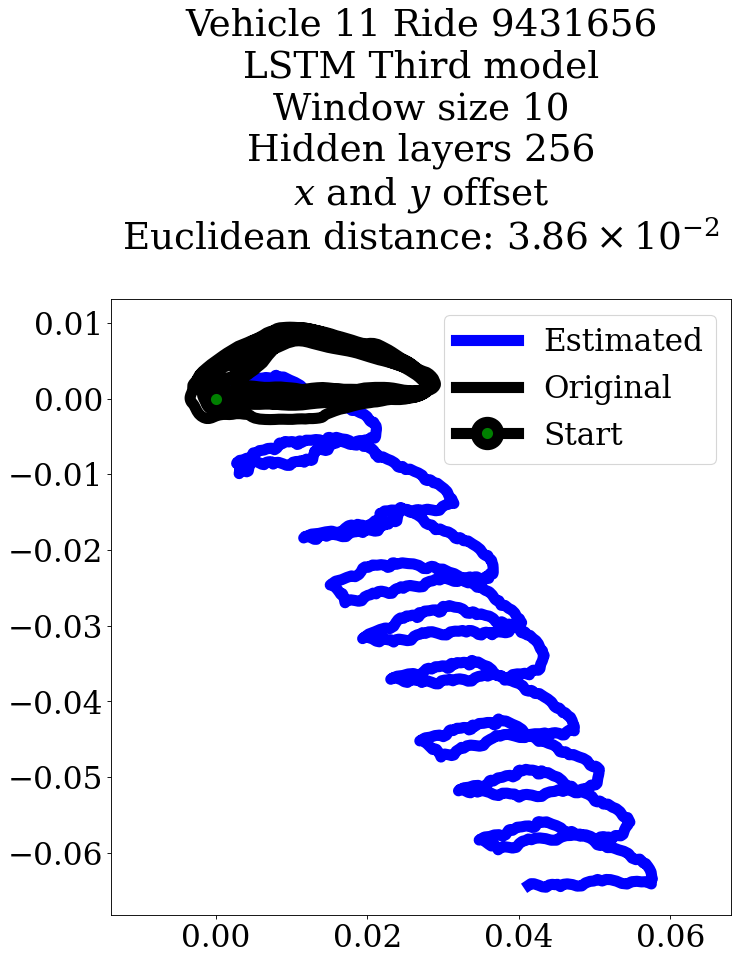 Vehicle 11 Ride 9431656
LSTM Third model
Window size 10
Hidden layers 256
x and y offset
Euclidean distance: 3.86 × 10⁻²
Estimated
Original
Start
0.01
0.00
−0.01
−0.02
−0.03
−0.04
−0.05
−0.06
0.00 0.02 0.04 0.06